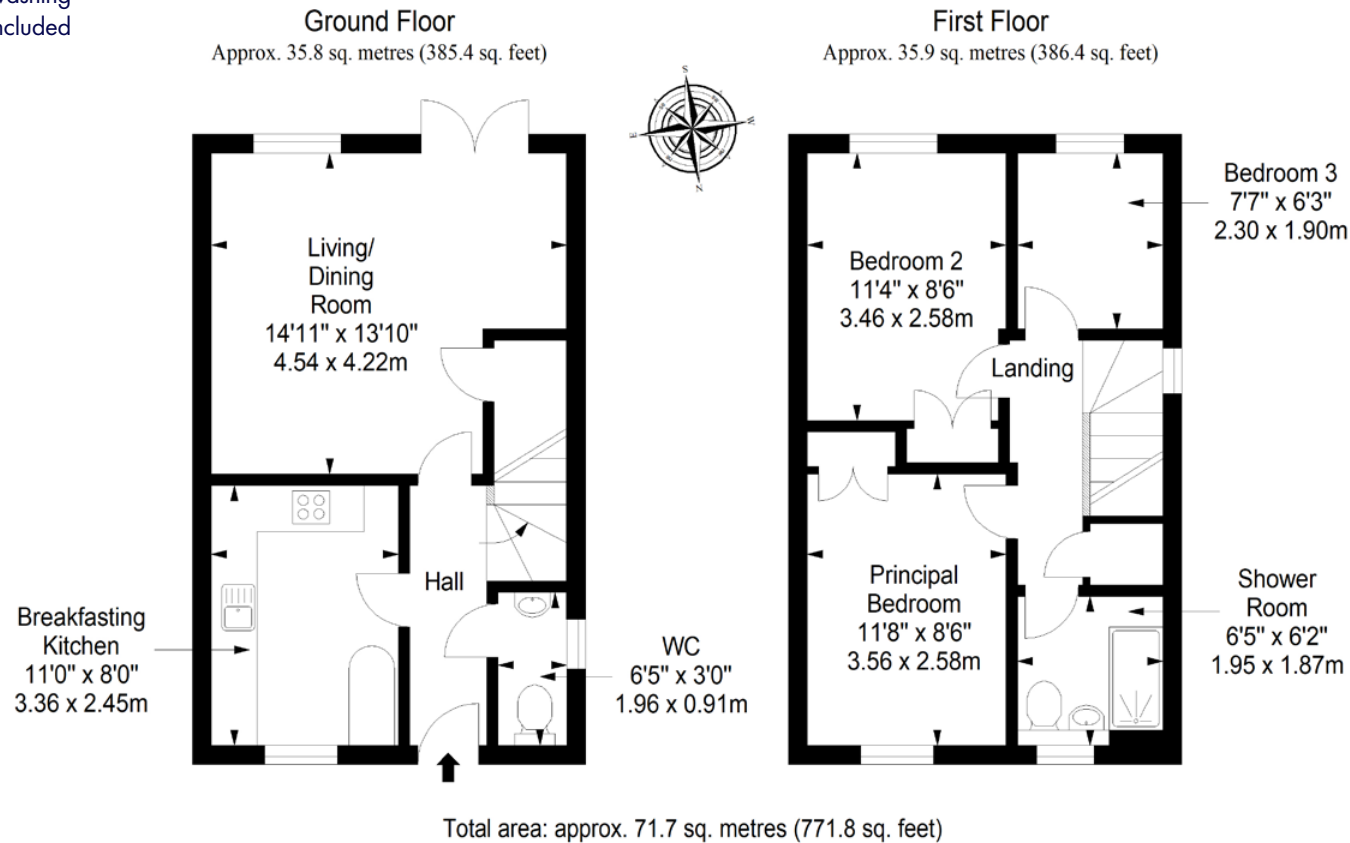 ncluded
Ground Floor
Approx. 35.8 sq. metres (385.4 sq. feet)
First Floor
Approx. 35.9 sq. metres (386.4 sq. feet)
S
E
W
N
Living/
Dining
Room
14'11" x 13'10"
4.54 x 4.22m
Breakfasting
Kitchen
11'0" x 8'0"
3.36 x 2.45m
Hall
WC
6'5" x 3'0"
1.96 x 0.91m
Bedroom 2
11'4" x 8'6"
3.46 x 2.58m
Bedroom 3
7'7" x 6'3"
2.30 x 1.90m
Landing
Principal
Bedroom
11'8" x 8'6"
3.56 x 2.58m
Shower
Room
6'5" x 6'2"
1.95 x 1.87m
Total area: approx. 71.7 sq. metres (771.8 sq. feet)